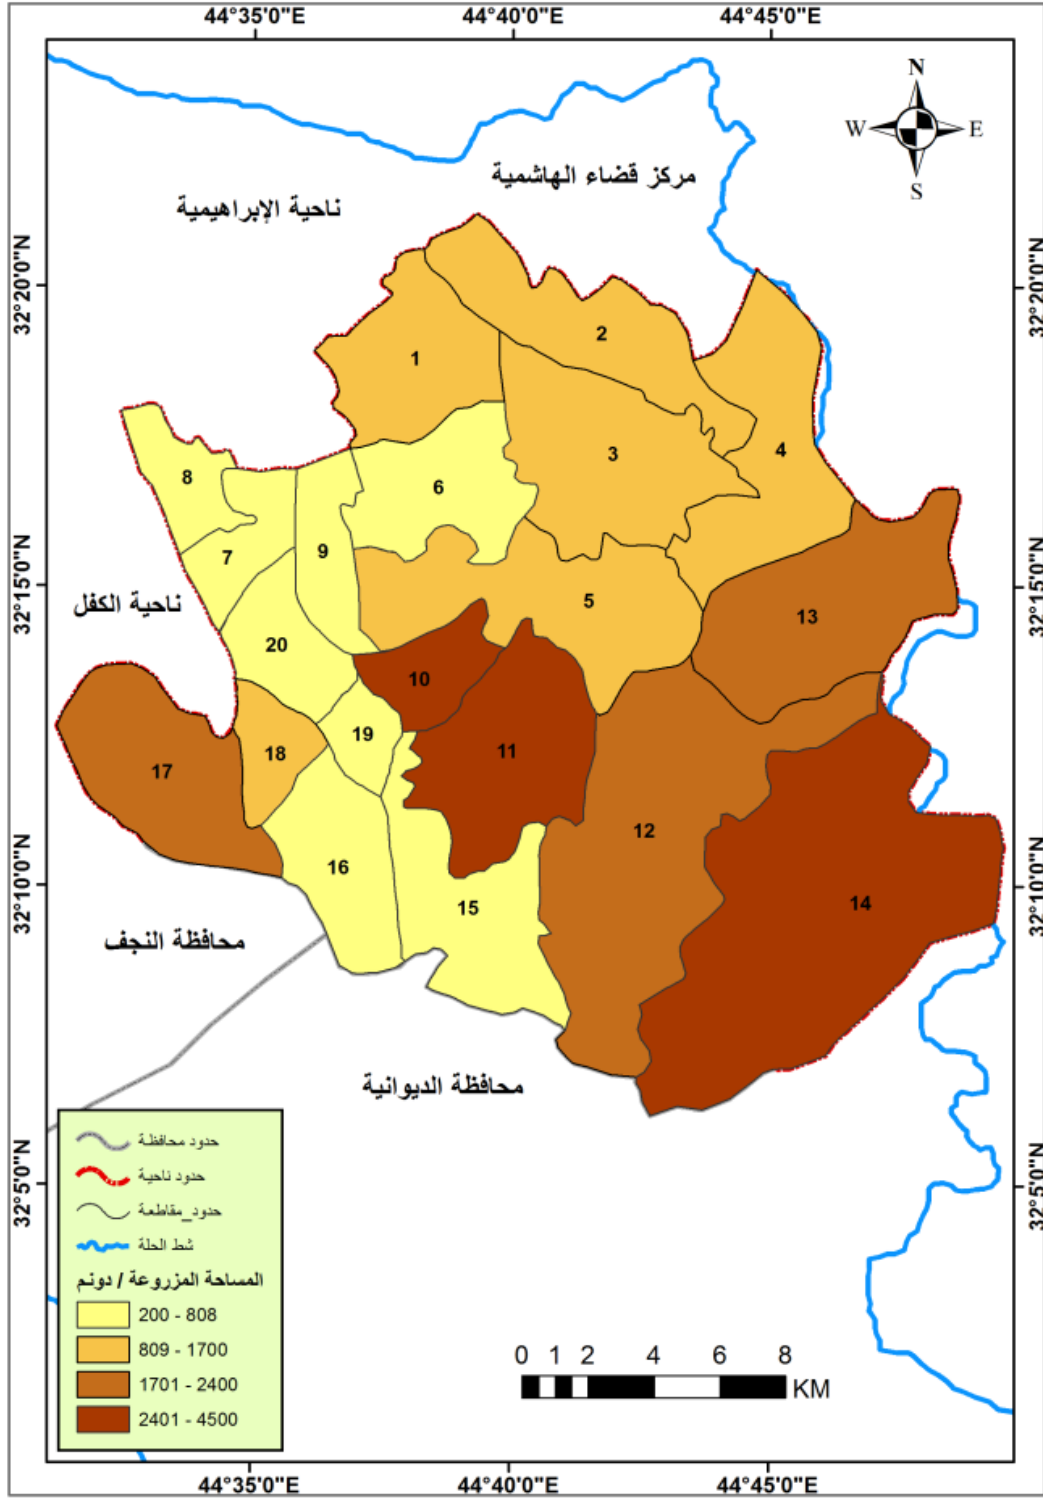 44°35'0"E 44°40'0"E 44°45'0"E
N
W E
S
مركز قضاء الهاشمية
ناحية الإبراهيمية
32°20'0"N 32°20'0"N
2
1
4
3
8
6
9
7
32°15'0"N 32°15'0"N
ناحية الكفل
5
13
20
10
19
18
11
17
12
16
32°10'0"N 32°10'0"N
14
15
محافظة النجف
محافظة الديوانية
حدود محافظة
حدود ناحية
32°5'0"N 32°5'0"N
حدود_مقاطعة
شط الحلة
المساحة المزروعة / دونم
200 - 808
809 - 1700
1701 - 2400
2401 - 4500
0 1 2 4 6 8
KM
44°35'0"E 44°40'0"E 44°45'0"E